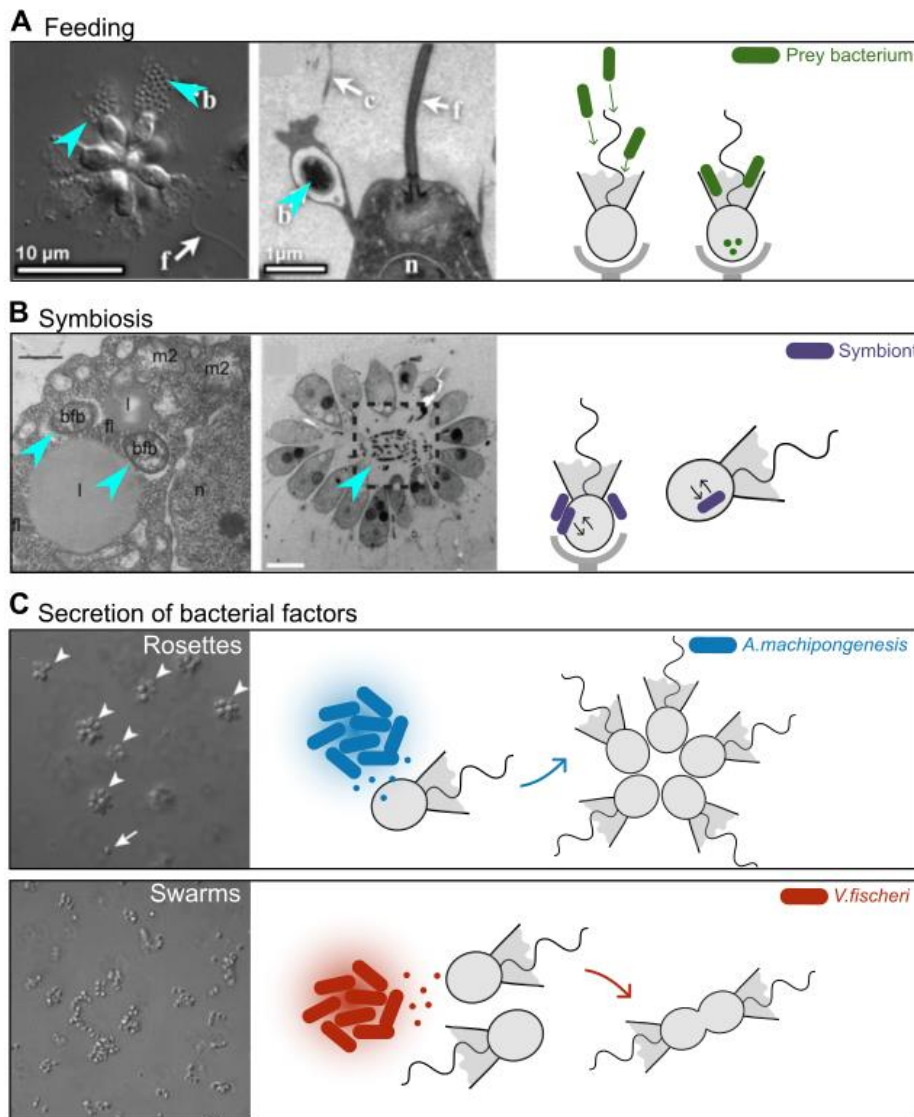 A Feeding
b
f
10 µm
c
f
b
n
1µm
Prey bacterium
B Symbiosis
m2
m2
l
bfb
fl
bfb
l
n
fl
Symbiont
C Secretion of bacterial factors
Rosettes
A.machipongenesis
Swarms
V.fischeri